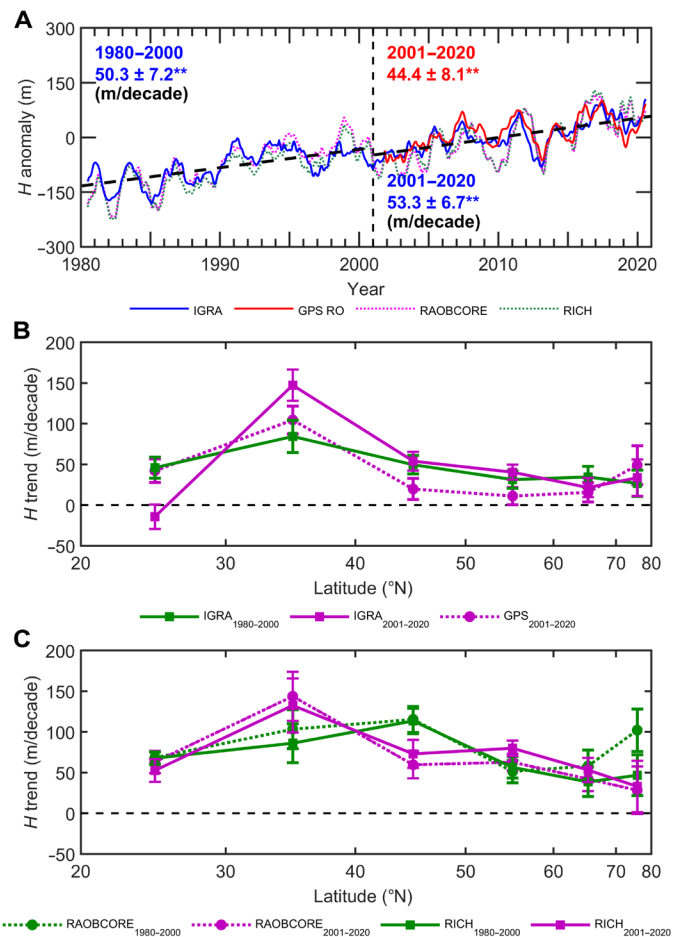 A
H anomaly (m)
300
150
0
−150
−300
1980−2000
50.3 ± 7.2**
(m/decade)
2001−2020
44.4 ± 8.1**
2001−2020
53.3 ± 6.7**
(m/decade)
1980 1990 2000 2010 2020
Year
IGRA GPS RO RAOBCORE RICH
B
H trend (m/decade)
200
150
100
50
0
−50
20 30 40 50 60 70 80
Latitude (°N)
IGRA1980−2000 IGRA2001−2020 GPS2001−2020
C
H trend (m/decade)
200
150
100
50
0
−50
20 30 40 50 60 70 80
Latitude (°N)
RAOBCORE1980−2000 RAOBCORE2001−2020 RICH1980−2000 RICH2001−2020